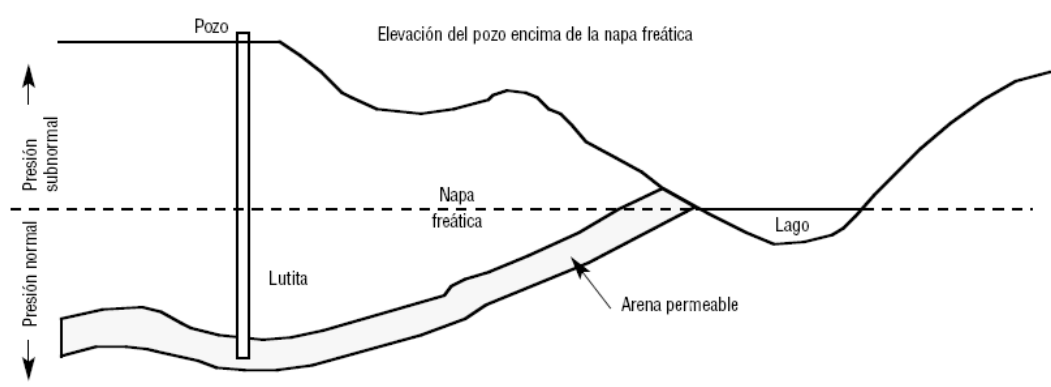 Pozo
Elevación del pozo encima de la napa freática
Presión
subnormal
Napa
freática
Lago
Presión normal
Lutita
Arena permeable